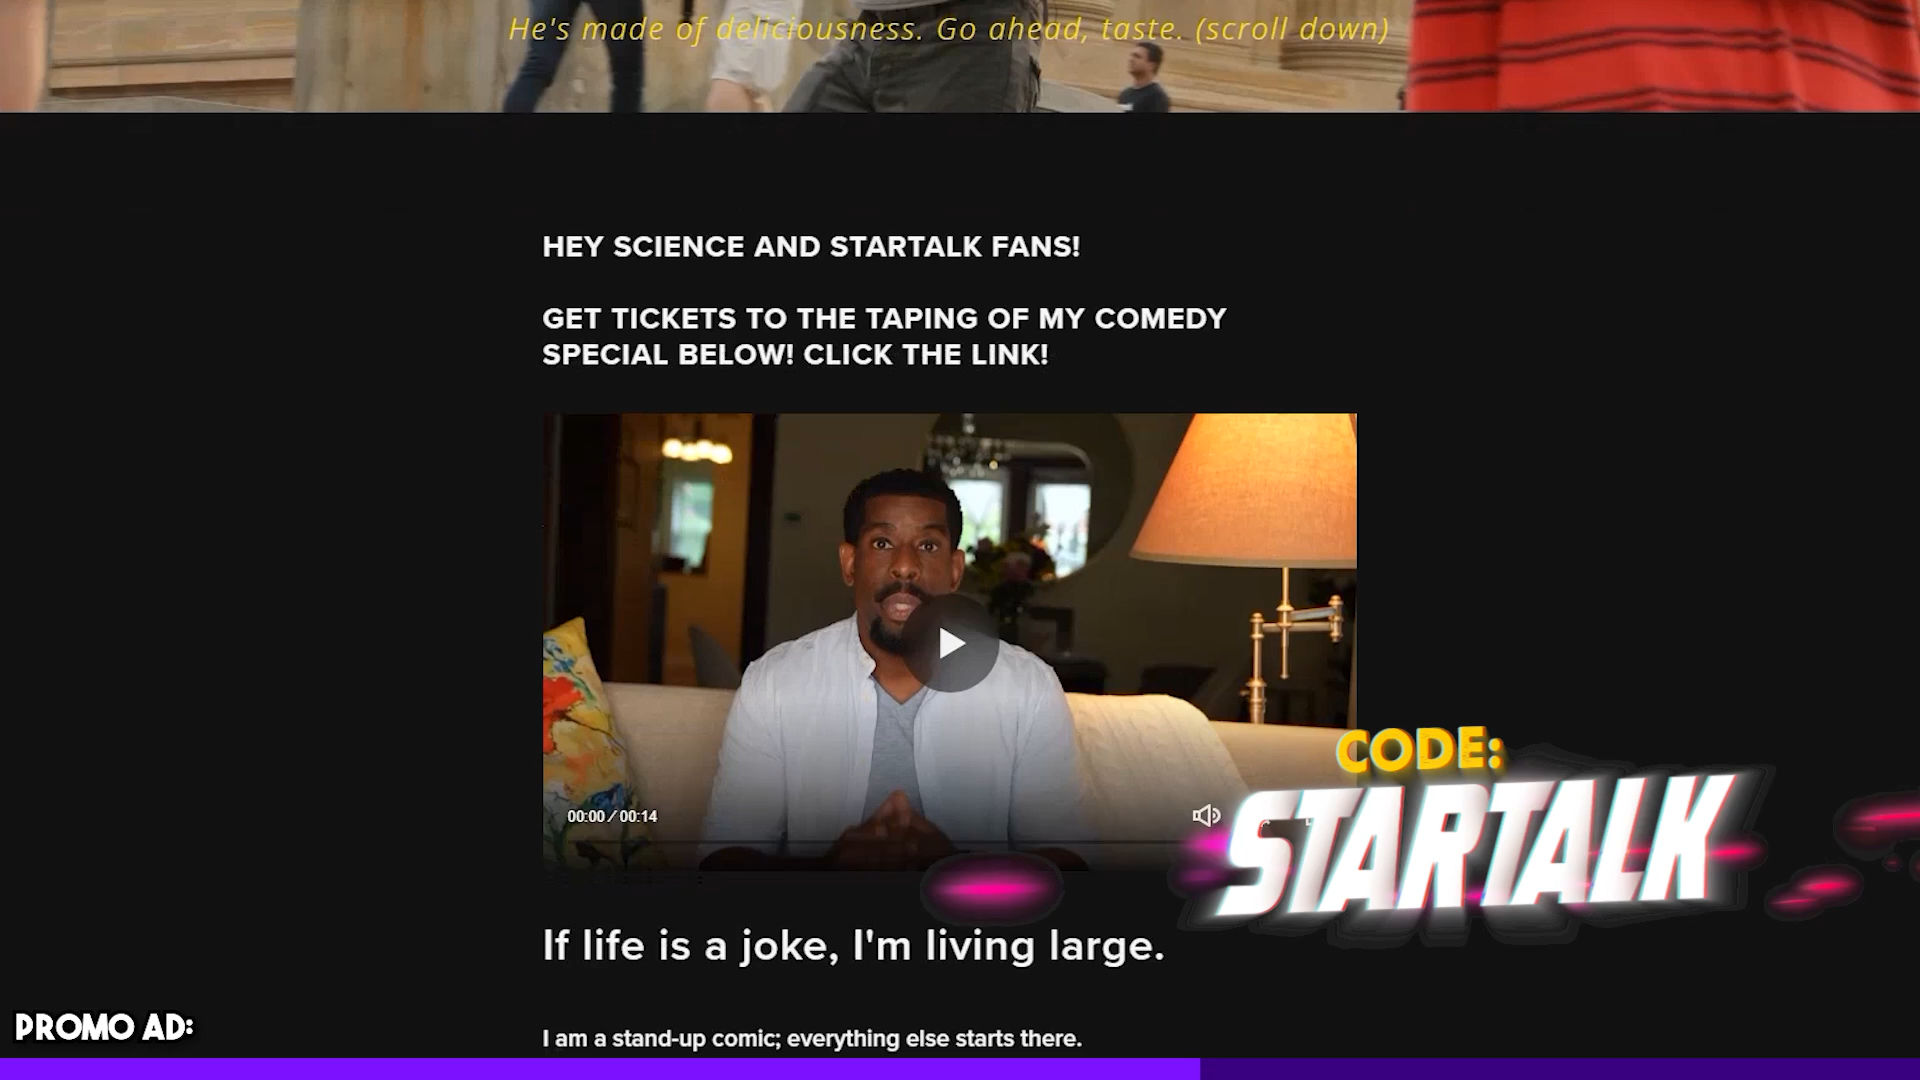 He's made of deliciousness. Go ahead, taste. (scroll down)
HEY SCIENCE AND STARTALK FANS!
GET TICKETS TO THE TAPING OF MY COMEDY
SPECIAL BELOW! CLICK THE LINK!
00:00 / 00:14
CODE:
STARTALK
If life is a joke, I'm living large.
I am a stand-up comic; everything else starts there.
PROMO AD: